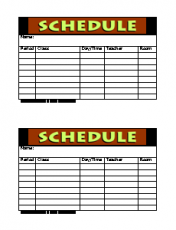 SCHEDULE
Name:
Period Class Day/Time Teacher Room
SCHEDULE
Name:
Period Class Day/Time Teacher Room